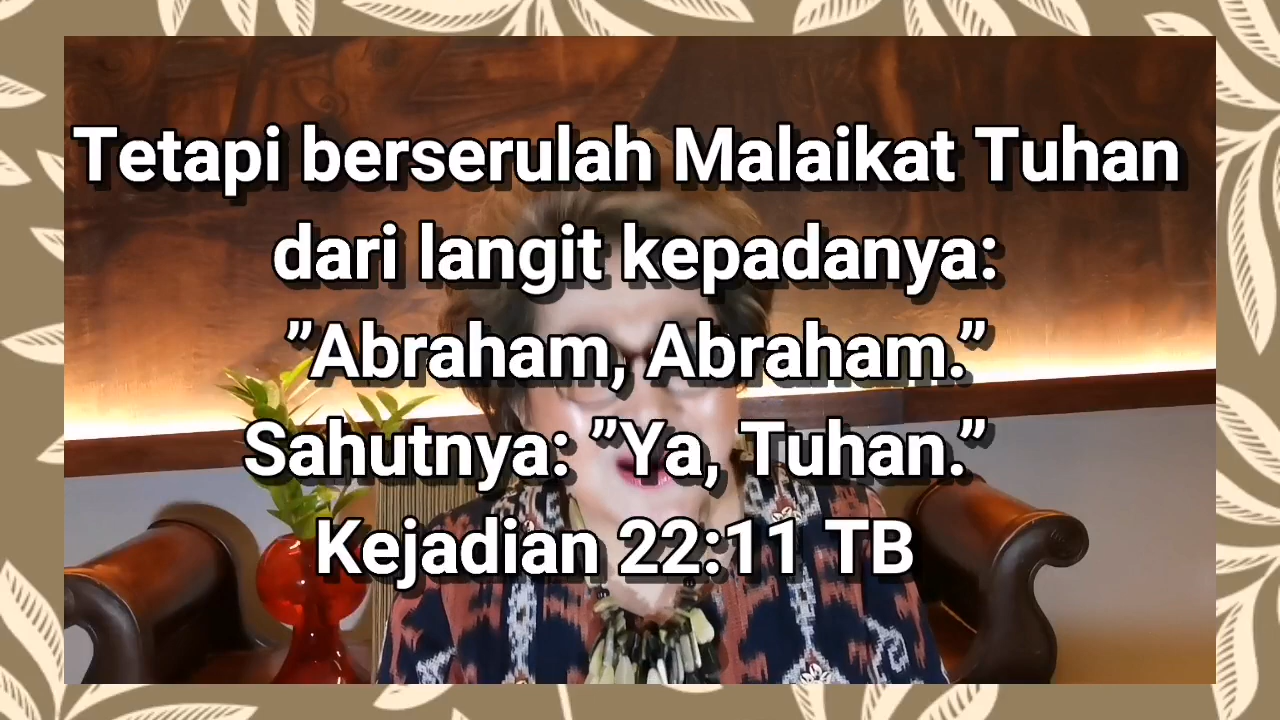 Tetapi berserulah Malaikat Tuhan
dari langit kepadanya:
”Abraham, Abraham.”
Sahutnya: ”Ya, Tuhan.”
Kejadian 22:11 TB